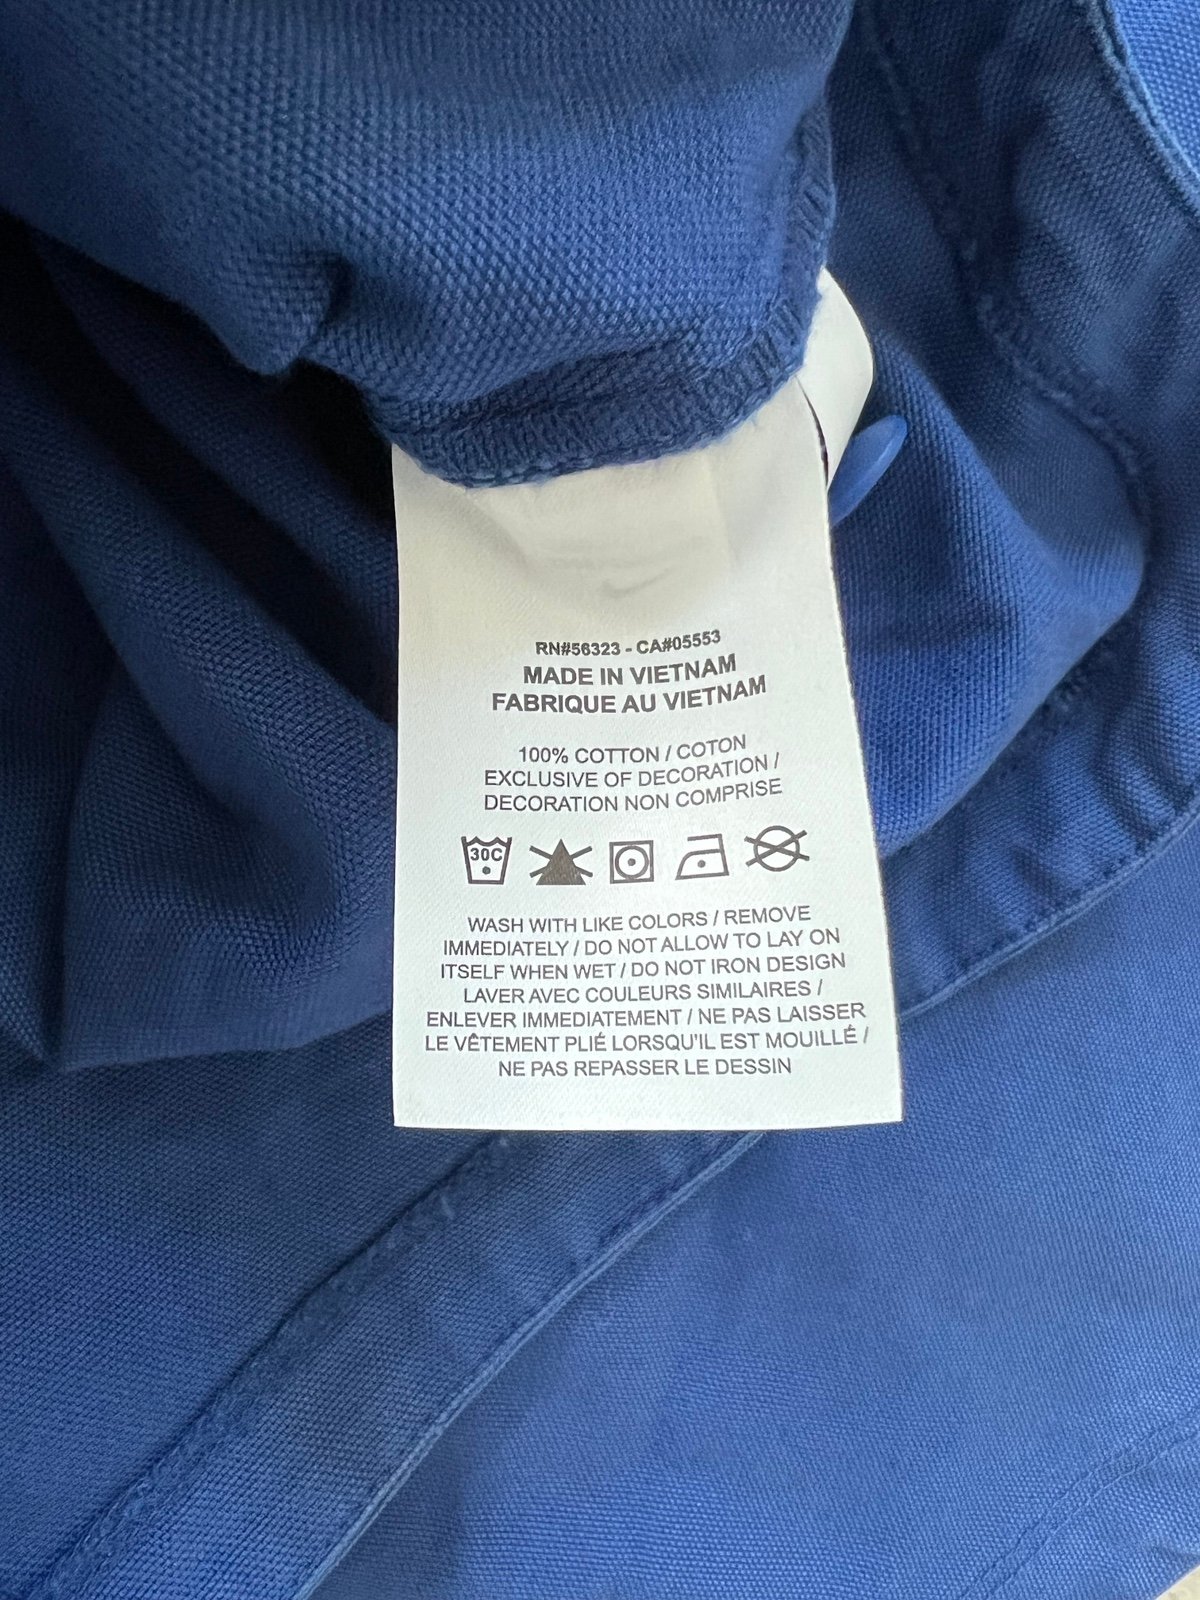 RN#56323 - CA#05553
MADE IN VIETNAM
FABRIQUE AU VIETNAM
100% COTTON / COTON
EXCLUSIVE OF DECORATION /
DECORATION NON COMPRISE
30C
WASH WITH LIKE COLORS / REMOVE
IMMEDIATELY / DO NOT ALLOW TO LAY ON
ITSELF WHEN WET / DO NOT IRON DESIGN
LAVER AVEC COULEURS SIMILAIRES /
ENLEVER IMMEDIATEMENT / NE PAS LAISSER
LE VÊTEMENT PLIÉ LORSQU'IL EST MOUILLÉ /
NE PAS REPASSER LE DESSIN